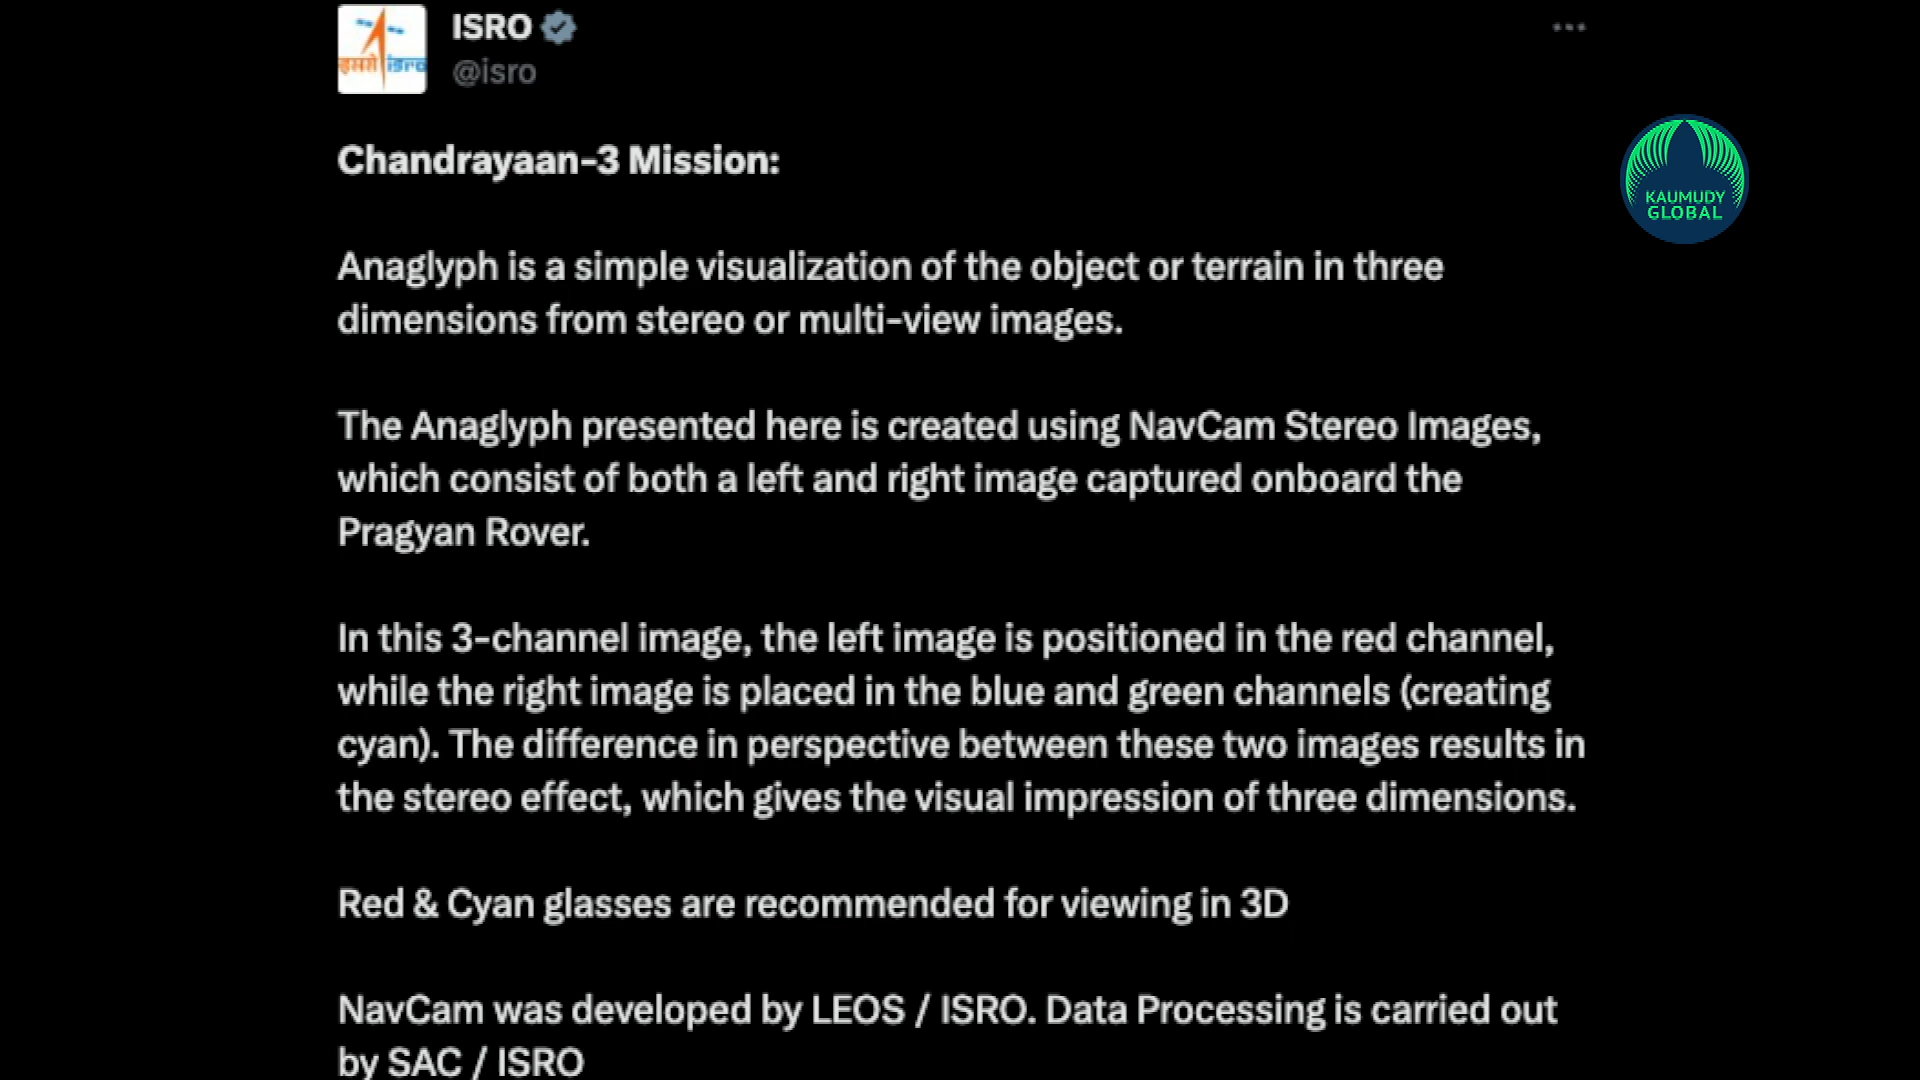 ISRO
@isro
इसरो isro
Chandrayaan-3 Mission:
Anaglyph is a simple visualization of the object or terrain in three
dimensions from stereo or multi-view images.
The Anaglyph presented here is created using NavCam Stereo Images,
which consist of both a left and right image captured onboard the
Pragyan Rover.
In this 3-channel image, the left image is positioned in the red channel,
while the right image is placed in the blue and green channels (creating
cyan). The difference in perspective between these two images results in
the stereo effect, which gives the visual impression of three dimensions.
Red & Cyan glasses are recommended for viewing in 3D
NavCam was developed by LEOS / ISRO. Data Processing is carried out
by SAC / ISRO
KAUMUDY
GLOBAL